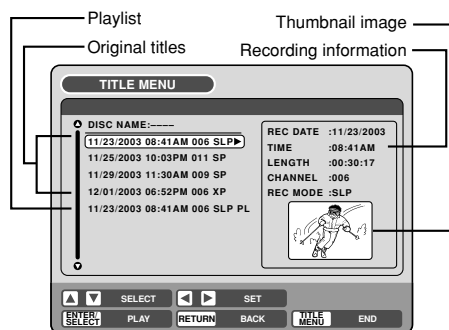 Playlist
Original titles
Thumbnail image
Recording information
TITLE MENU
DISC NAME:----
11/23/2003 08:41AM 006 SLP
11/25/2003 10:03PM 011 SP
11/29/2003 11:30AM 009 SP
12/01/2003 06:52PM 006 XP
11/23/2003 08:41AM 006 SLP PL
REC DATE :11/23/2003
TIME :08:41AM
LENGTH :00:30:17
CHANNEL :006
REC MODE :SLP
SELECT SET
ENTER/SELECT PLAY RETURN BACK TITLE MENU END